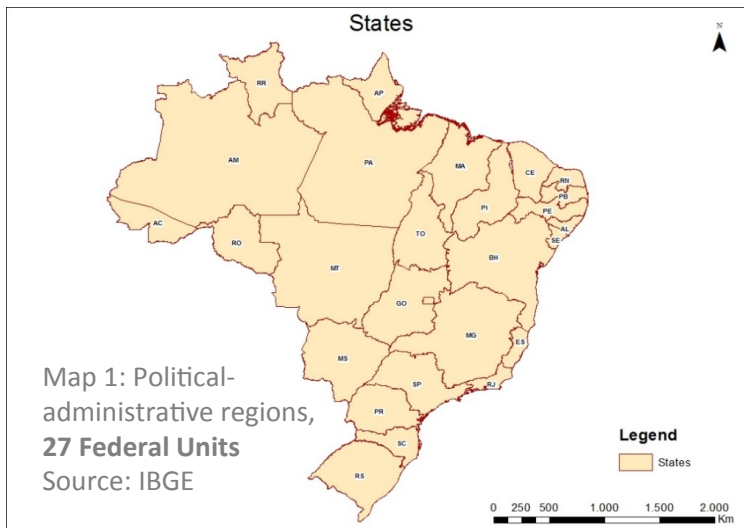 States
N
RR
AP
AM
PA
MA
CE
RN
PB
PE
AL
SE
PI
AC
RO
TO
BH
MT
GO
MG
ES
MS
SP
RJ
PR
SC
RS
Map 1: Political-
administrative regions,
27 Federal Units
Source: IBGE
Legend
States
0 250 500 1.000 1.500 2.000
Km